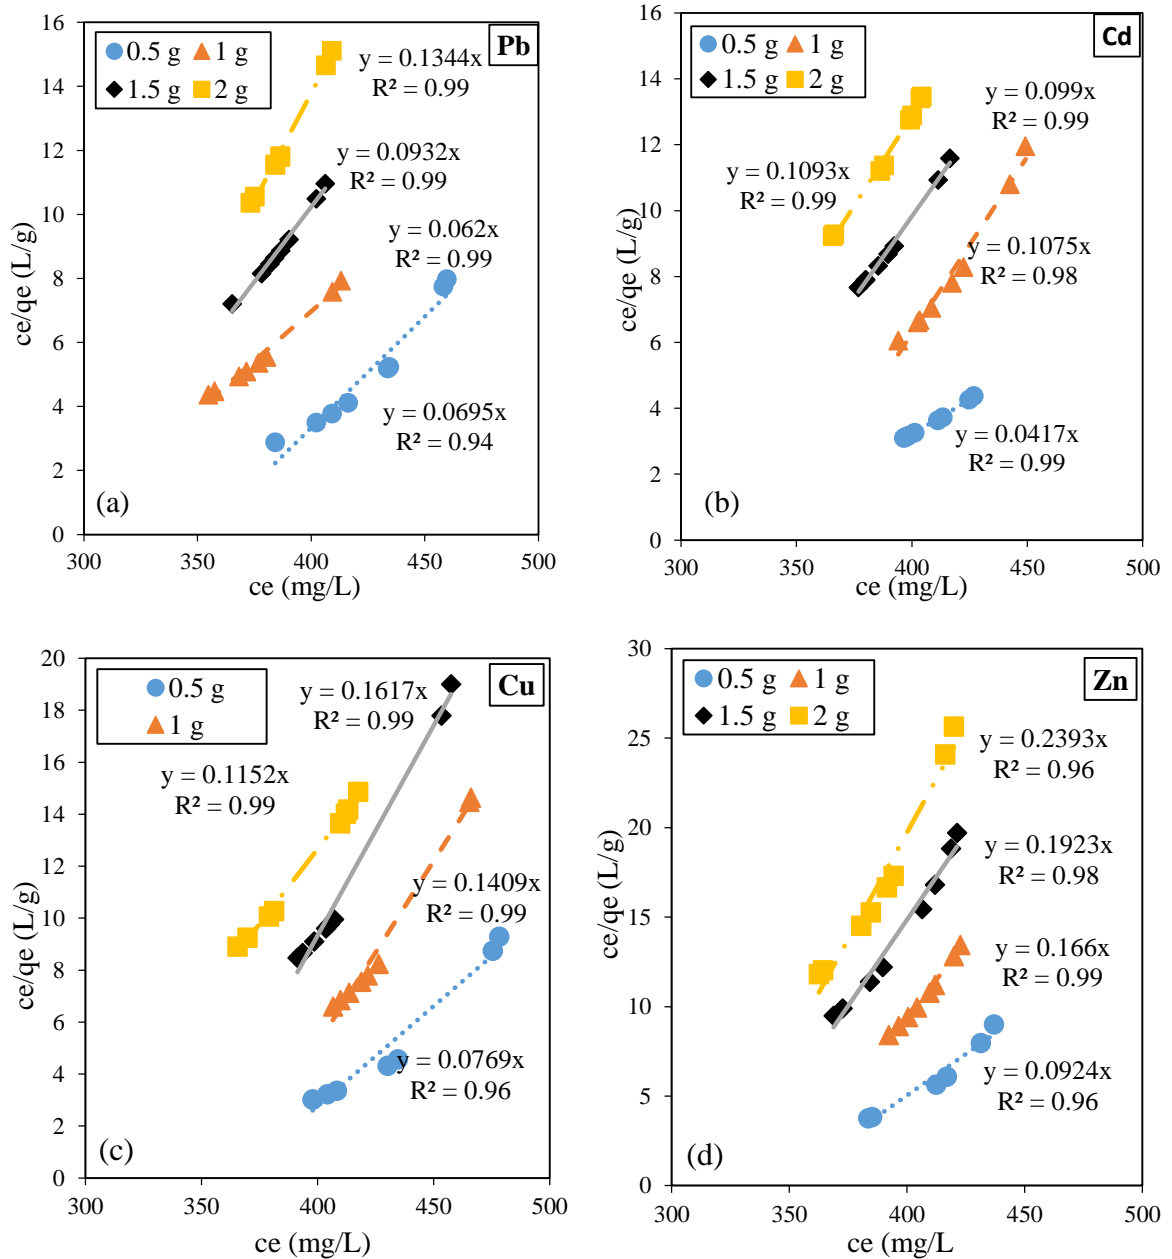 16
14
12
10
8
6
4
2
0
ce/qe (L/g)
0.5 g 1 g
1.5 g 2 g
Pb
y = 0.1344x
R² = 0.99
y = 0.0932x
R² = 0.99
y = 0.062x
R² = 0.99
y = 0.0695x
R² = 0.94
(a)
300 350 400 450 500
ce (mg/L)
16
14
12
10
8
6
4
2
0
ce/qe (L/g)
0.5 g 1 g
1.5 g 2 g
Cd
y = 0.099x
R² = 0.99
y = 0.1093x
R² = 0.99
y = 0.1075x
R² = 0.98
y = 0.0417x
R² = 0.99
(b)
300 350 400 450 500
ce (mg/L)
20
18
16
14
12
10
8
6
4
2
0
ce/qe (L/g)
0.5 g
1 g
Cu
y = 0.1617x
R² = 0.99
y = 0.1152x
R² = 0.99
y = 0.1409x
R² = 0.99
y = 0.0769x
R² = 0.96
(c)
300 350 400 450 500
ce (mg/L)
30
25
20
15
10
5
0
ce/qe (L/g)
0.5 g 1 g
1.5 g 2 g
Zn
y = 0.2393x
R² = 0.96
y = 0.1923x
R² = 0.98
y = 0.166x
R² = 0.99
y = 0.0924x
R² = 0.96
(d)
300 350 400 450 500
ce (mg/L